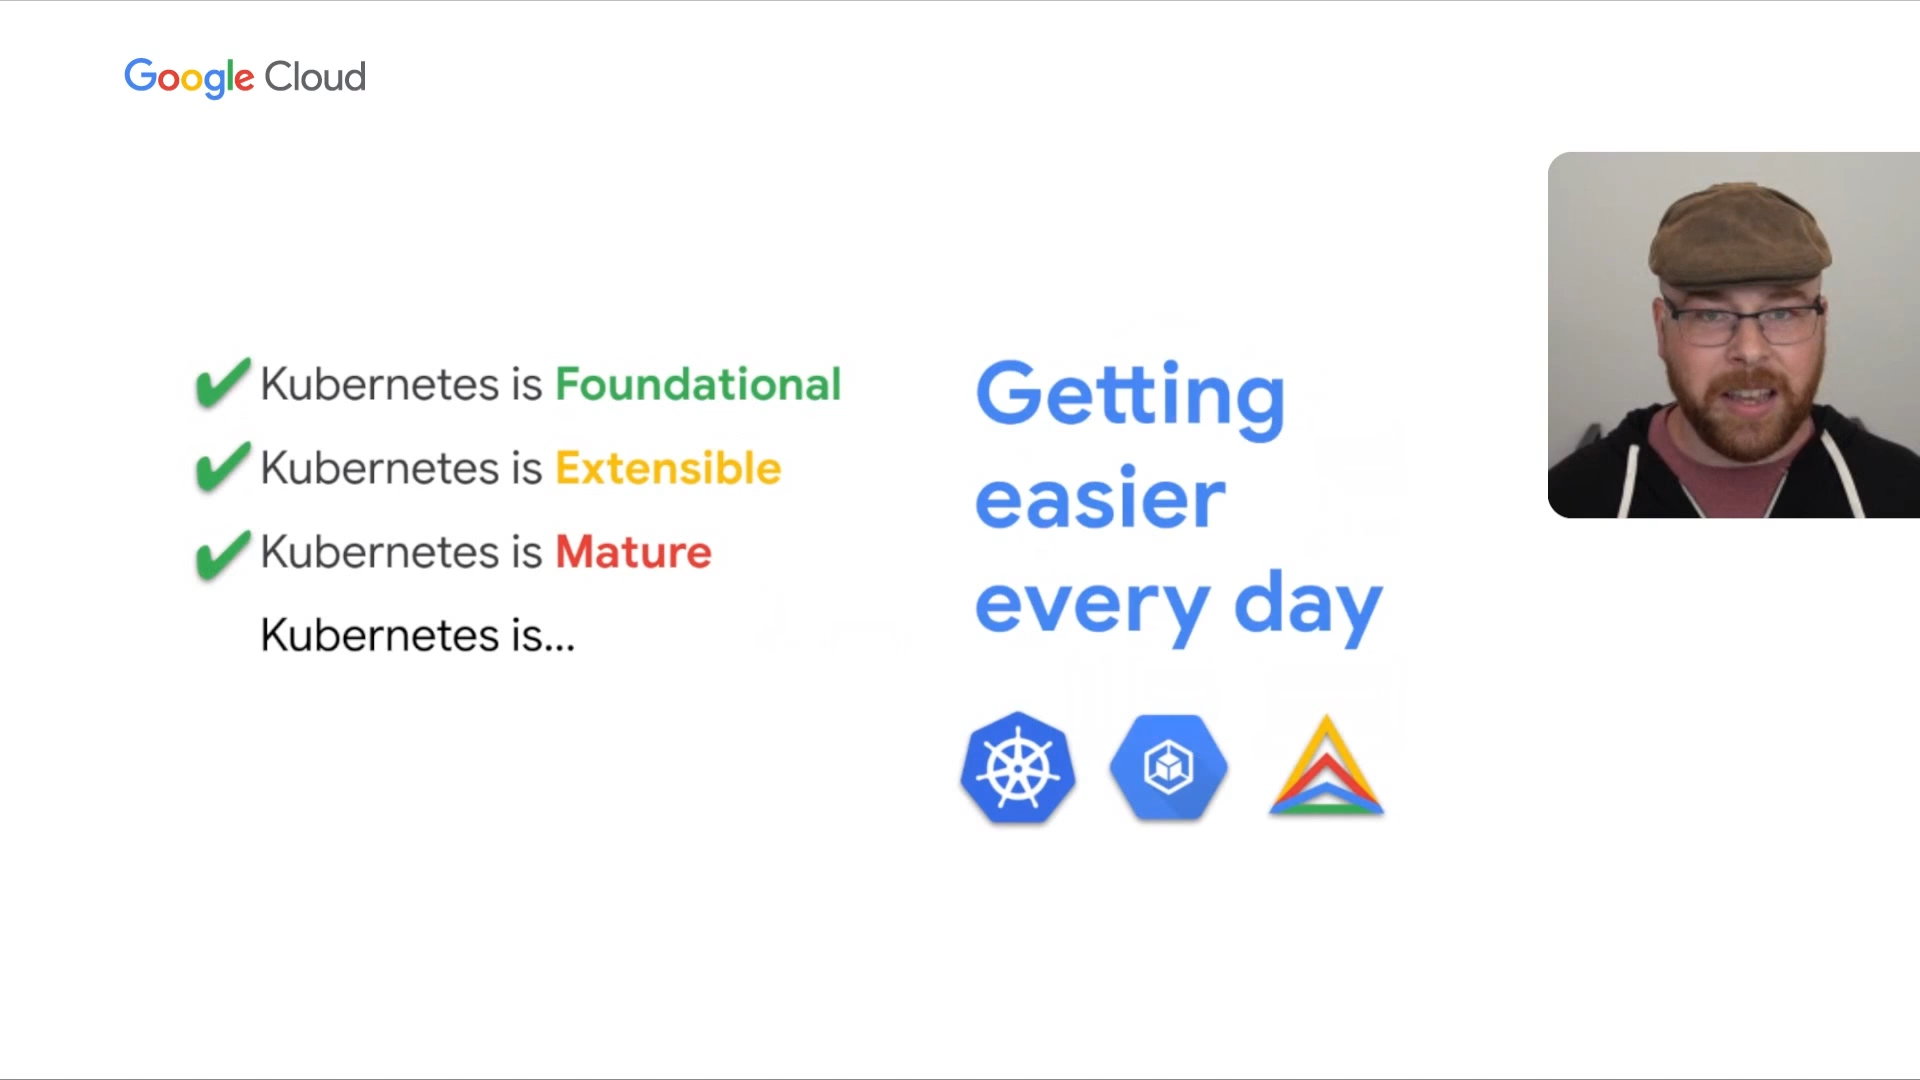 Google Cloud
Kubernetes is Foundational
Kubernetes is Extensible
Kubernetes is Mature
Kubernetes is...
Getting
easier
every day